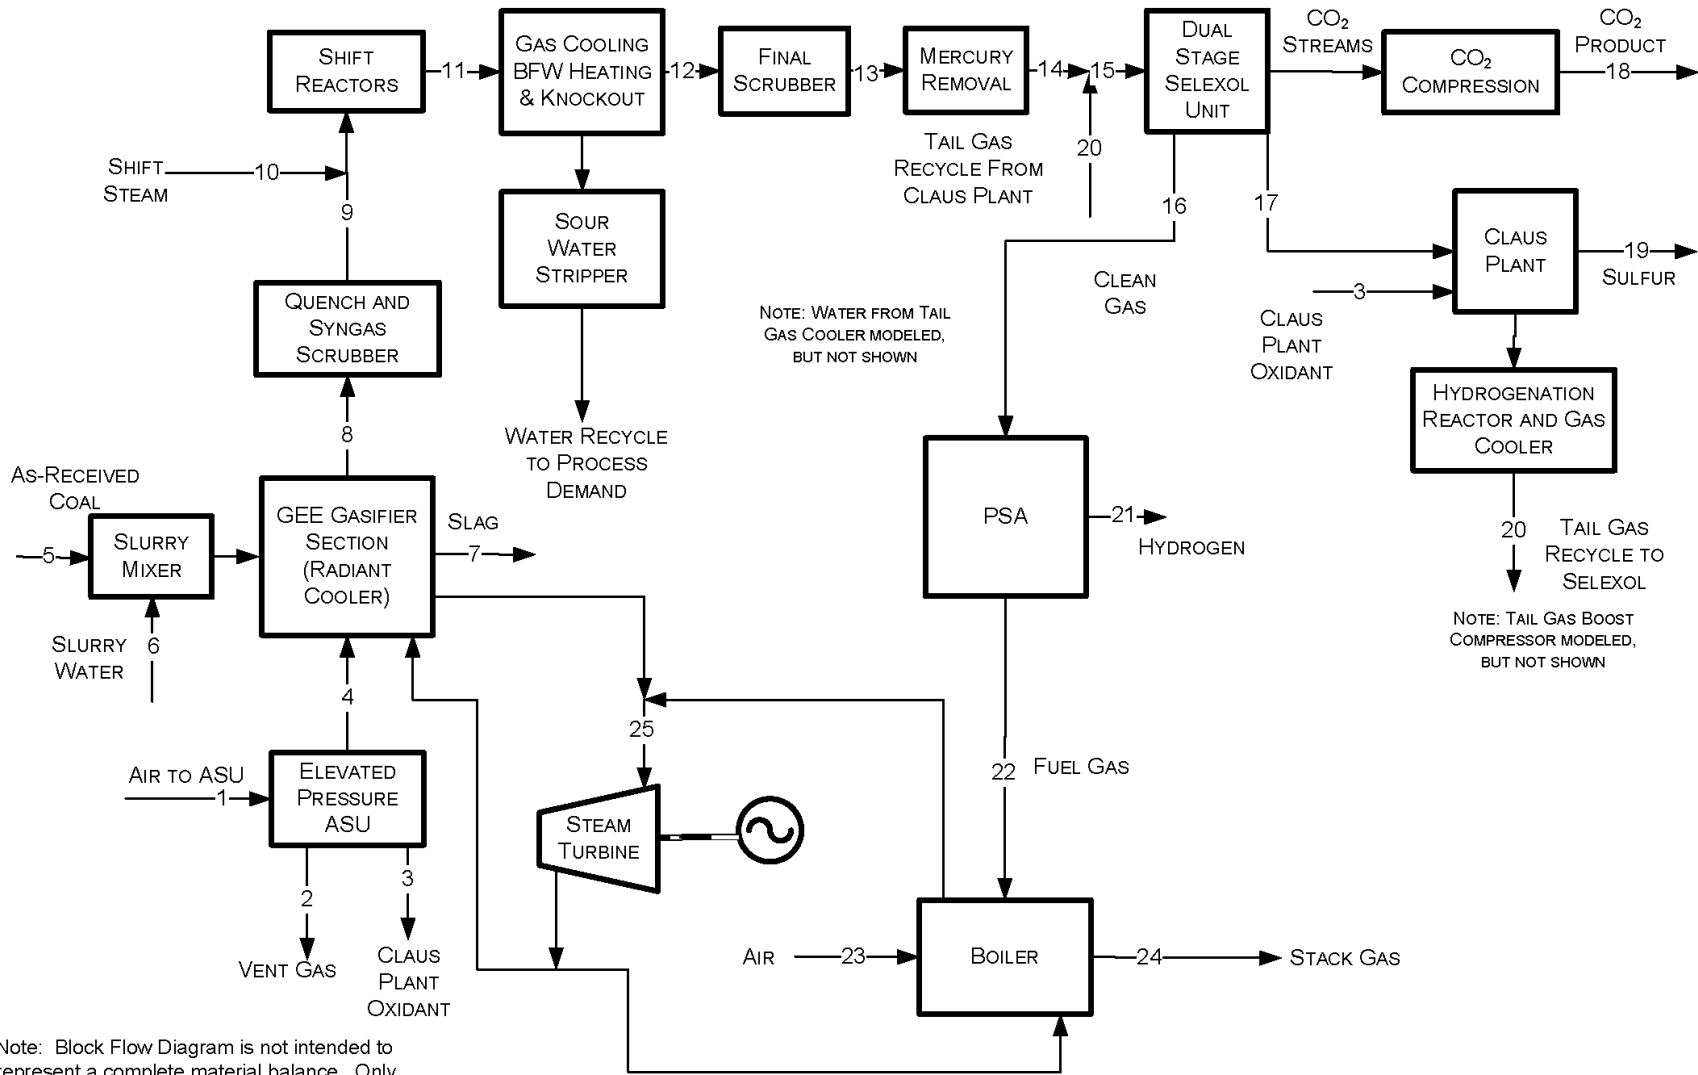 SHIFT
REACTORS
11
GAS COOLING
BFW HEATING
& KNOCKOUT
12
FINAL
SCRUBBER
13
MERCURY
REMOVAL
14
15
DUAL
STAGE
SELEXOL
UNIT
CO2
STREAMS
CO2
COMPRESSION
CO2
PRODUCT
18
SHIFT
STEAM
10
9
TAIL GAS
RECYCLE FROM
CLAUS PLANT
20
16
17
SOUR
WATER
STRIPPER
CLAUS
PLANT
19
SULFUR
3
CLAUS
PLANT
OXIDANT
CLEAN
GAS
QUENCH AND
SYNGAS
SCRUBBER
NOTE: WATER FROM TAIL
GAS COOLER MODELED,
BUT NOT SHOWN
HYDROGENATION
REACTOR AND GAS
COOLER
8
WATER RECYCLE
TO PROCESS
DEMAND
AS-RECEIVED
COAL
5
SLURRY
MIXER
GEE GASIFIER
SECTION
(RADIANT
COOLER)
SLAG
7
PSA
21
HYDROGEN
20
TAIL GAS
RECYCLE TO
SELEXOL
NOTE: TAIL GAS BOOST
COMPRESSOR MODELED,
BUT NOT SHOWN
SLURRY
WATER
6
4
25
22
FUEL GAS
AIR TO ASU
1
ELEVATED
PRESSURE
ASU
STEAM
TURBINE
2
3
VENT GAS
CLAUS
PLANT
OXIDANT
AIR
23
BOILER
24
STACK GAS
Note: Block Flow Diagram is not intended to
represent a complete material balance. Only